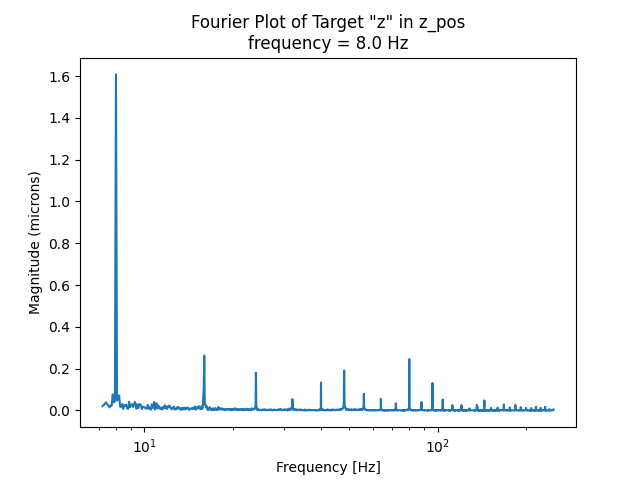 Fourier Plot of Target "z" in z_pos
frequency = 8.0 Hz
Magnitude (microns)
1.6
1.4
1.2
1.0
0.8
0.6
0.4
0.2
0.0
10¹
10²
Frequency [Hz]